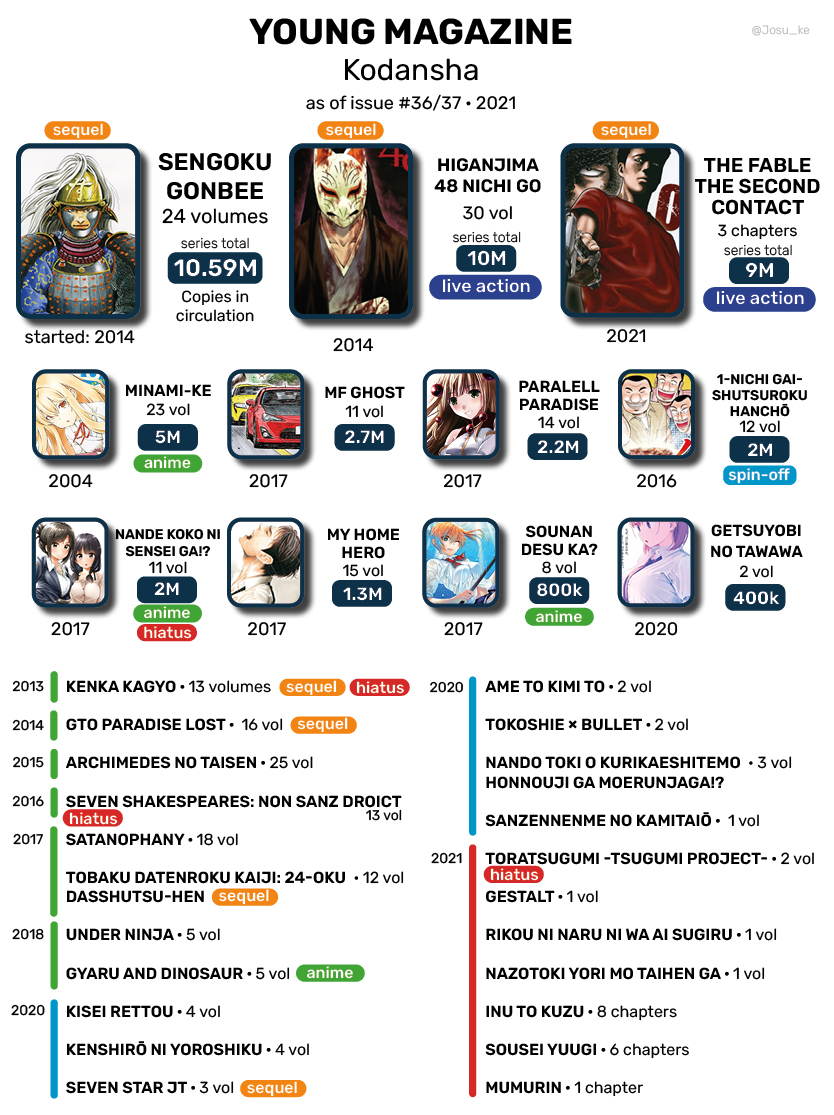 YOUNG MAGAZINE
@Josu_ke
Kodansha
as of issue #36/37 • 2021
sequel
SENGOKU
GONBEE
24 volumes
series total
10.59M
Copies in
circulation
started: 2014
sequel
HIGANJIMA
48 NICHI GO
30 vol
series total
10M
live action
2014
sequel
THE FABLE
THE SECOND
CONTACT
3 chapters
series total
9M
live action
2021
MINAMI-KE
23 vol
5M
anime
2004
MF GHOST
11 vol
2.7M
2017
PARALELL
PARADISE
14 vol
2.2M
2017
1-NICHI GAI-
SHUTSUROKU
HANCHŌ
12 vol
2M
spin-off
2016
NANDE KOKO NI
SENSEI GA!?
11 vol
2M
anime
hiatus
2017
MY HOME
HERO
15 vol
1.3M
2017
SOUNAN
DESU KA?
8 vol
800k
anime
2017
GETSUYOBI
NO TAWAWA
2 vol
400k
2020
2013 KENKA KAGYO • 13 volumes sequel hiatus
2014 GTO PARADISE LOST • 16 vol sequel
2015 ARCHIMEDES NO TAISEN • 25 vol
2016 SEVEN SHAKESPEARES: NON SANZ DROICT
hiatus 13 vol
2017 SATANOPHANY • 18 vol
TOBAKU DATENROKU KAIJI: 24-OKU • 12 vol
DASSHUTSU-HEN sequel
2018 UNDER NINJA • 5 vol
GYARU AND DINOSAUR • 5 vol anime
2020 KISEI RETTOU • 4 vol
KENSHIRŌ NI YOROSHIKU • 4 vol
SEVEN STAR JT • 3 vol sequel
2020 AME TO KIMI TO • 2 vol
TOKOSHIE × BULLET • 2 vol
NANDO TOKI O KURIKAESHITEMO • 3 vol
HONNOUJI GA MOERUNJAGA!?
SANZENNENME NO KAMITAIŌ • 1 vol
2021 TORATSUGUMI -TSUGUMI PROJECT- • 2 vol
hiatus
GESTALT • 1 vol
RIKOU NI NARU NI WA AI SUGIRU • 1 vol
NAZOTOKI YORI MO TAIHEN GA • 1 vol
INU TO KUZU • 8 chapters
SOUSEI YUUGI • 6 chapters
MUMURIN • 1 chapter